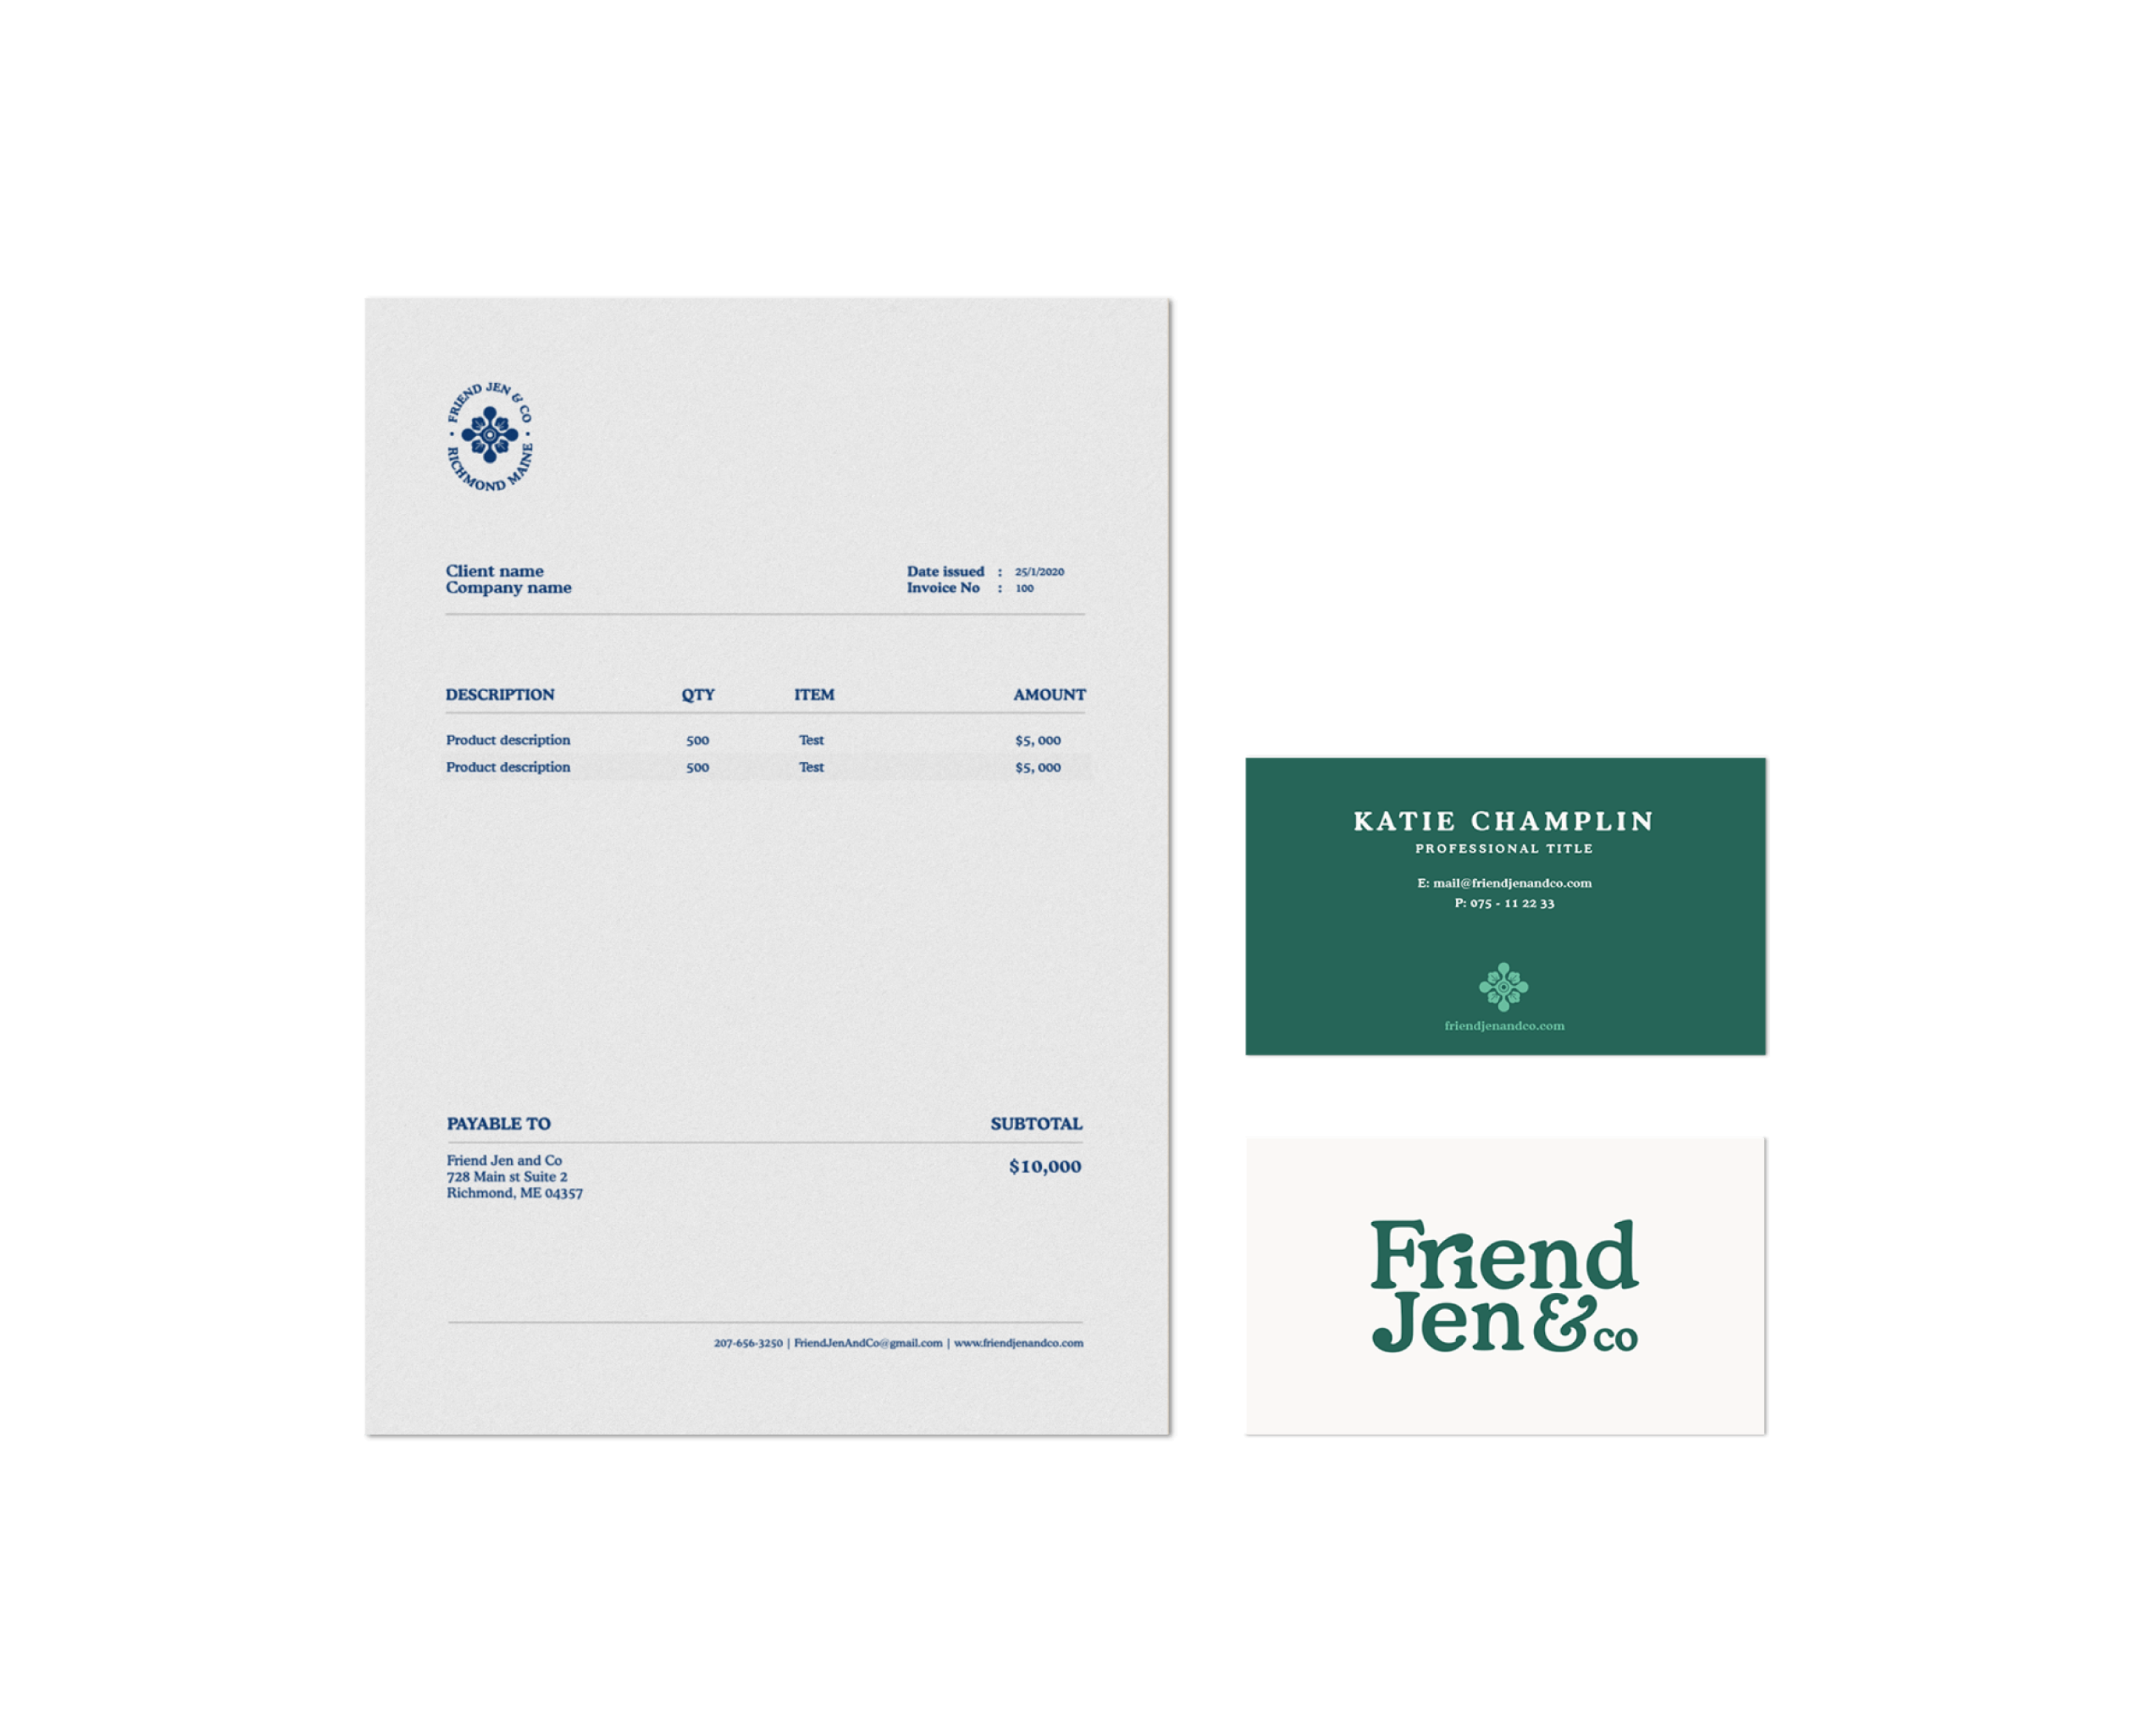 FRIEND JEN & CO
RICHMOND MAINE
Client name
Company name
Date issued : 25/1/2020
Invoice No : 100
DESCRIPTION QTY ITEM AMOUNT
Product description 500 Test $5, 000
Product description 500 Test $5, 000
PAYABLE TO SUBTOTAL
Friend Jen and Co
728 Main st Suite 2
Richmond, ME 04357
$10,000
207-656-3250 | FriendJenAndCo@gmail.com | www.friendjenandco.com
KATIE CHAMPLIN
PROFESSIONAL TITLE
E: mail@friendjenandco.com
P: 075 - 11 22 33
friendjenandco.com
Friend
Jen & co